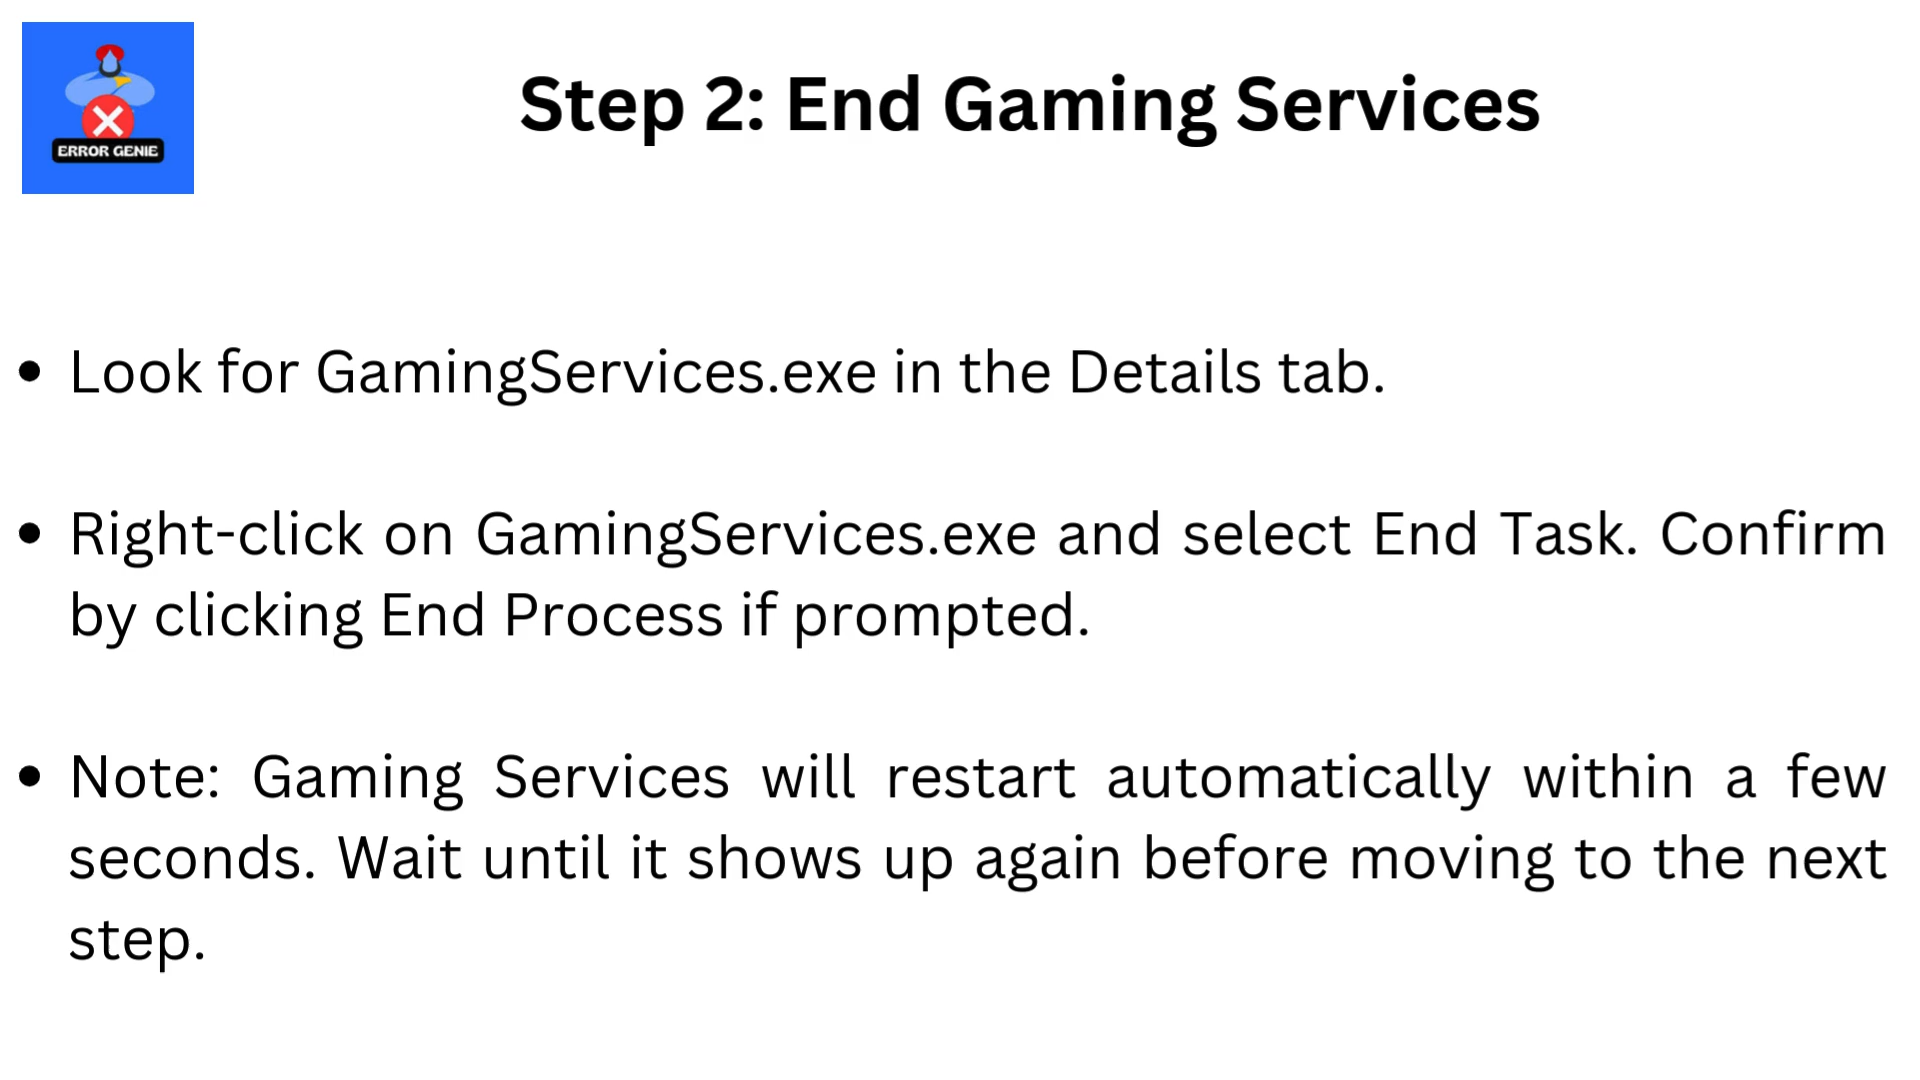 ERROR GENIE
Step 2: End Gaming Services
• Look for GamingServices.exe in the Details tab.
• Right-click on GamingServices.exe and select End Task. Confirm
by clicking End Process if prompted.
• Note: Gaming Services will restart automatically within a few
seconds. Wait until it shows up again before moving to the next
step.